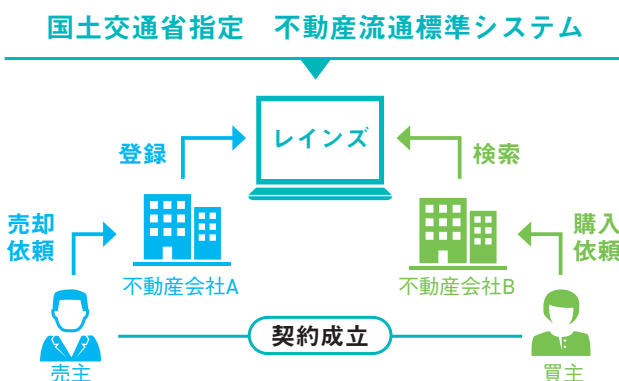 国土交通省指定　不動産流通標準システム
レインズ
登録
検索
売却
依頼
購入
依頼
不動産会社A
不動産会社B
契約成立
売主
買主